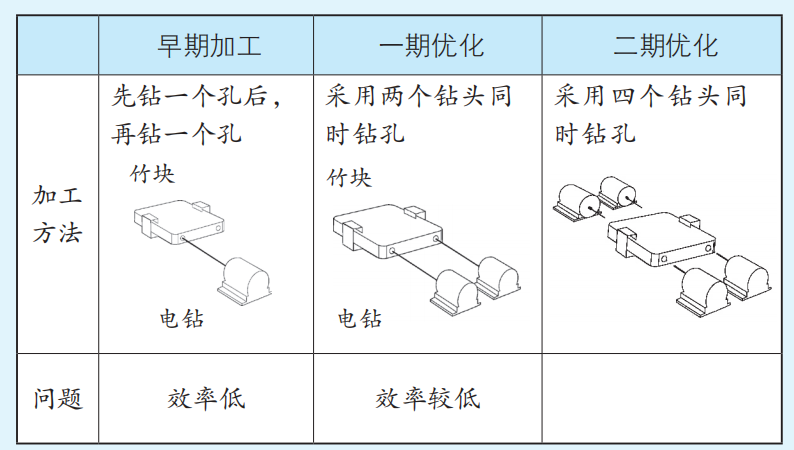 早期加工
一期优化
二期优化
加工
方法
先钻一个孔后，
再钻一个孔
竹块
电钻
采用两个钻头同
时钻孔
竹块
电钻
采用四个钻头同
时钻孔
问题
效率低
效率较低